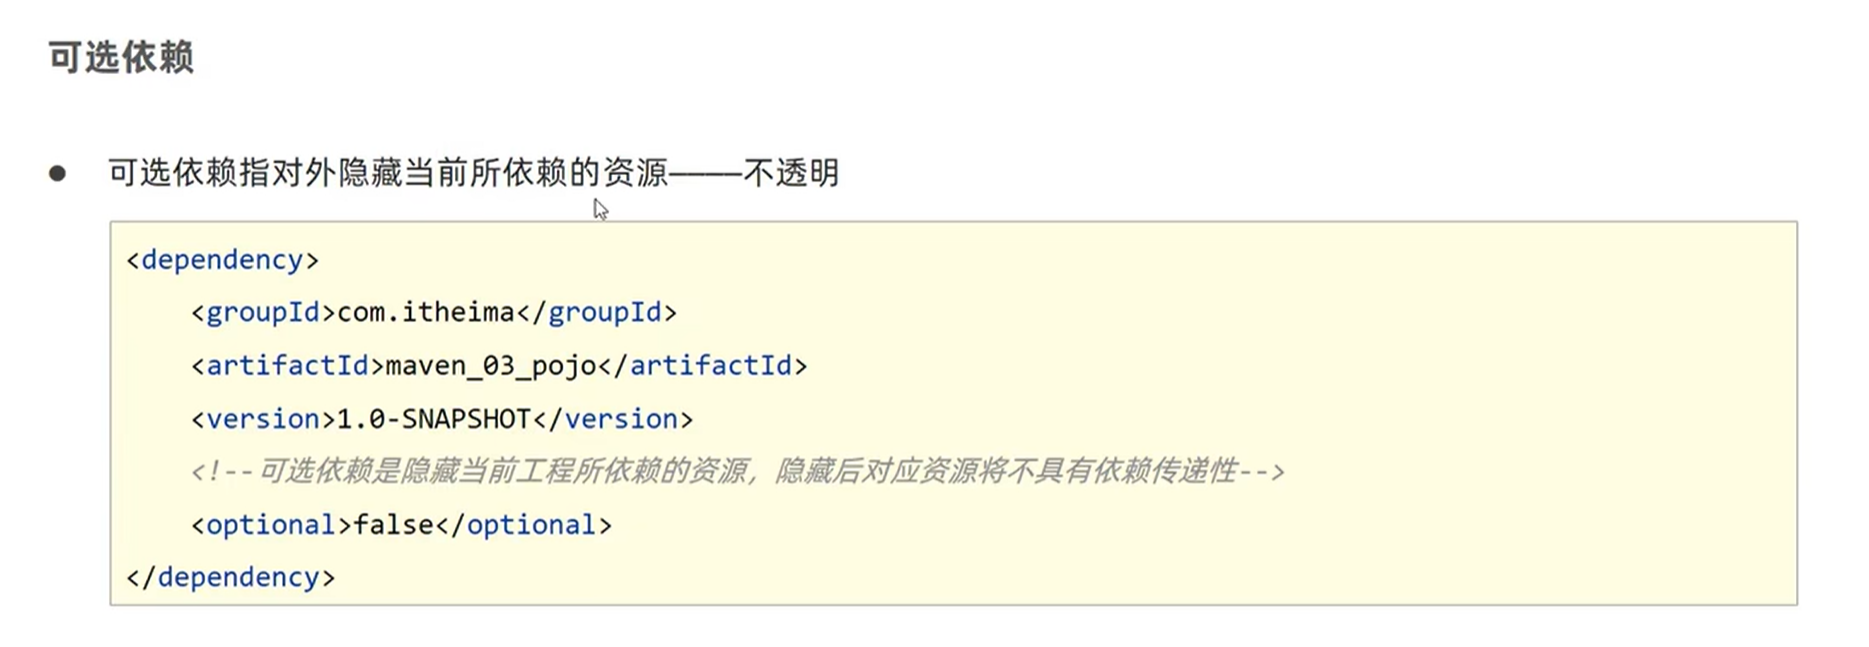 可选依赖
● 可选依赖指对外隐藏当前所依赖的资源————不透明
<dependency>
    <groupId>com.itheima</groupId>
    <artifactId>maven_03_pojo</artifactId>
    <version>1.0-SNAPSHOT</version>
    <!--可选依赖是隐藏当前工程所依赖的资源，隐藏后对应资源将不具有依赖传递性-->
    <optional>false</optional>
</dependency>